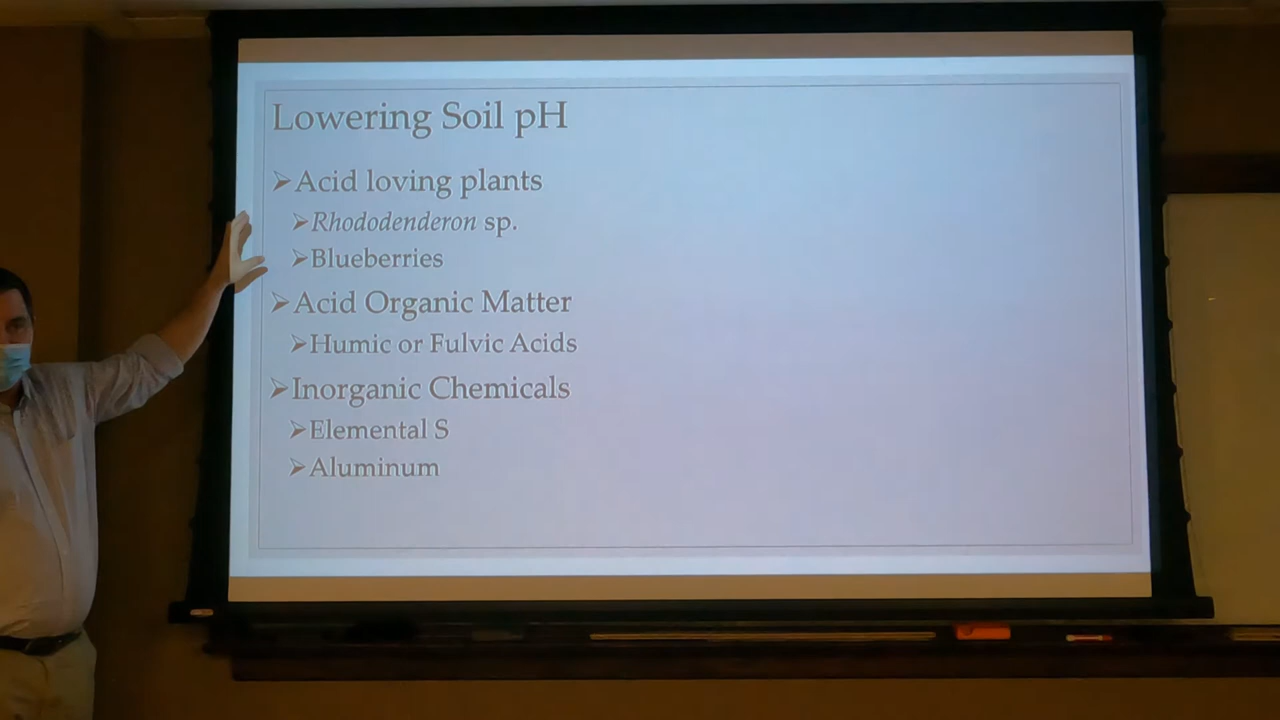 Lowering Soil pH
➢Acid loving plants
➢Rhododenderon sp.
➢Blueberries
➢Acid Organic Matter
➢Humic or Fulvic Acids
➢Inorganic Chemicals
➢Elemental S
➢Aluminum